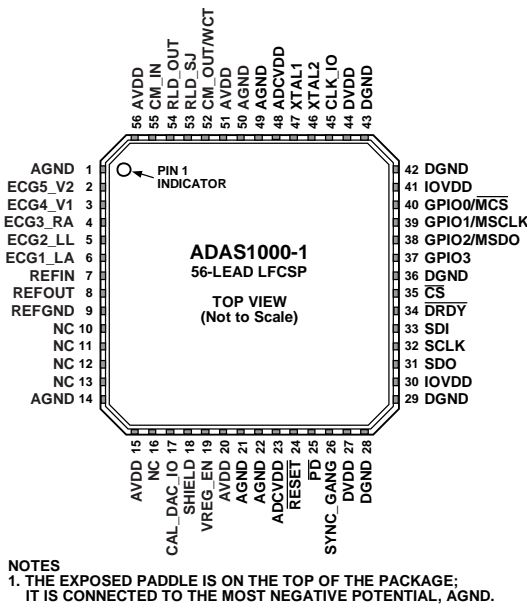 56 AVDD
55 CM_IN
54 RLD_OUT
53 RLD_SJ
52 CM_OUT/WCT
51 AVDD
50 AGND
49 AGND
48 ADCVDD
47 XTAL1
46 XTAL2
45 CLK_IO
44 DVDD
43 DGND
AGND 1
ECG5_V2 2
ECG4_V1 3
ECG3_RA 4
ECG2_LL 5
ECG1_LA 6
REFIN 7
REFOUT 8
REFGND 9
NC 10
NC 11
NC 12
NC 13
AGND 14
PIN 1
INDICATOR
ADAS1000-1
56-LEAD LFCSP
TOP VIEW
(Not to Scale)
42 DGND
41 IOVDD
40 GPIO0/MCS
39 GPIO1/MSCLK
38 GPIO2/MSDO
37 GPIO3
36 DGND
35 CS
34 DRDY
33 SDI
32 SCLK
31 SDO
30 IOVDD
29 DGND
AVDD 15
NC 16
CAL_DAC_IO 17
SHIELD 18
VREG_EN 19
AVDD 20
AGND 21
AGND 22
ADCVDD 23
RESET 24
PD 25
SYNC_GANG 26
DVDD 27
DGND 28
NOTES
1. THE EXPOSED PADDLE IS ON THE TOP OF THE PACKAGE;
IT IS CONNECTED TO THE MOST NEGATIVE POTENTIAL, AGND.